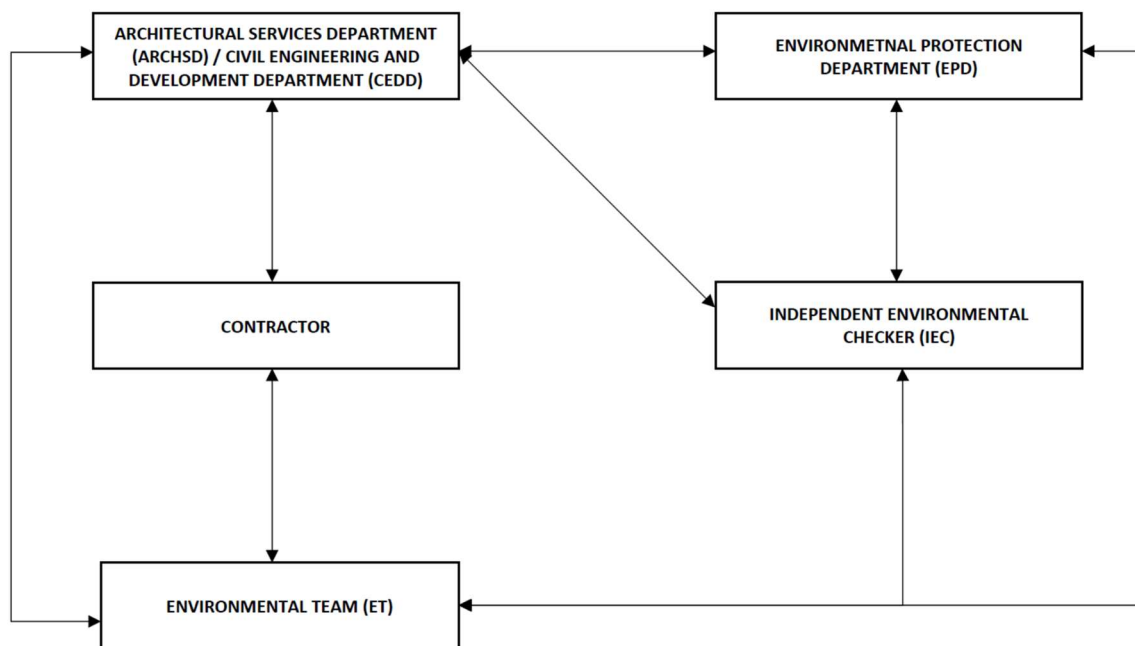 ARCHITECTURAL SERVICES DEPARTMENT
(ARCHSD) / CIVIL ENGINEERING AND
DEVELOPMENT DEPARTMENT (CEDD)
ENVIRONMETNAL PROTECTION
DEPARTMENT (EPD)
CONTRACTOR
INDEPENDENT ENVIRONMENTAL
CHECKER (IEC)
ENVIRONMENTAL TEAM (ET)